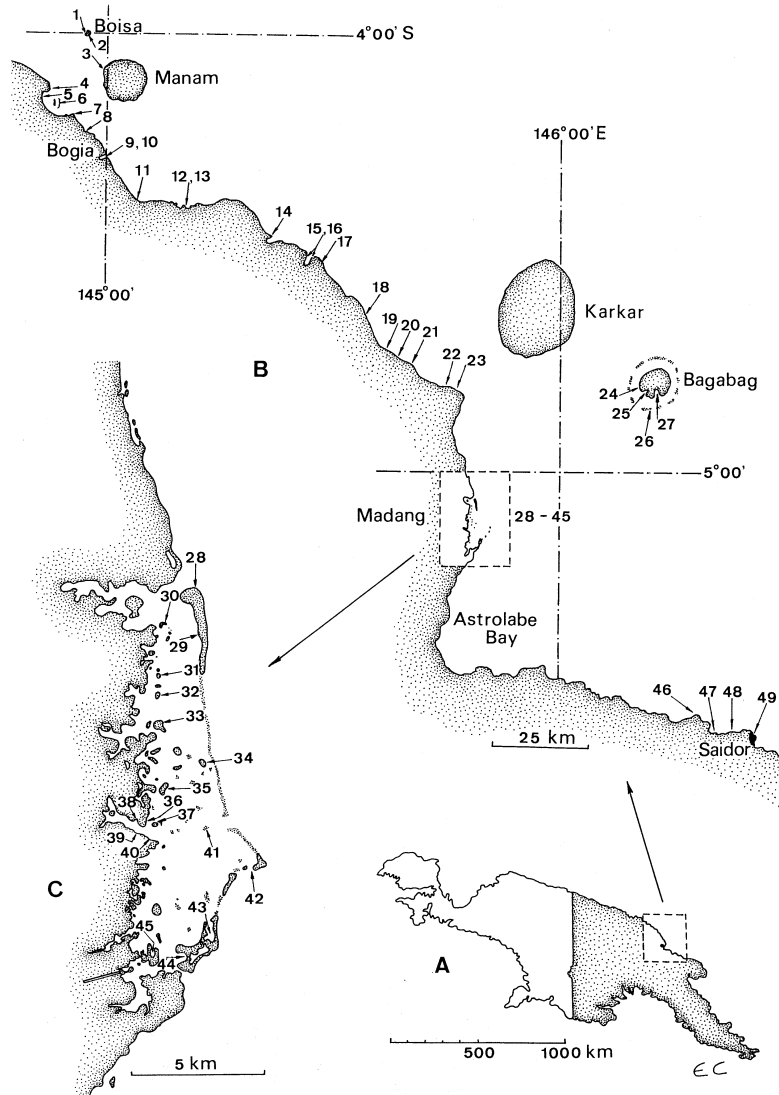 1
Boisa
2
4°00' S
3
Manam
4
5
6
7
8
Bogia
9, 10
11
12, 13
146°00' E
14
15, 16
17
145°00'
18
Karkar
19
20
21
B
22
23
Bagabag
24
25
26
27
5°00'
Madang
28 - 45
28
30
Astrolabe
Bay
29
31
32
46
47
48
49
33
25 km
Saidor
34
35
38
36
37
39
40
41
42
C
43
45
44
A
5 km
500
1000 km
EC